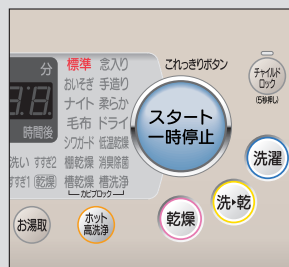 分
標準 念入り
おいそぎ 手造り
ナイト 柔らか
毛布 ドライ
シワガード 低温乾燥
槽乾燥 消臭除菌
槽乾燥 槽洗浄
カビブロック
時間後
洗い すすぎ2
すすぎ1 乾燥
これっきりボタン
スタート
一時停止
チャイルド
ロック
(5秒押し)
洗濯
洗・乾
乾燥
お湯取
ホット
高洗浄